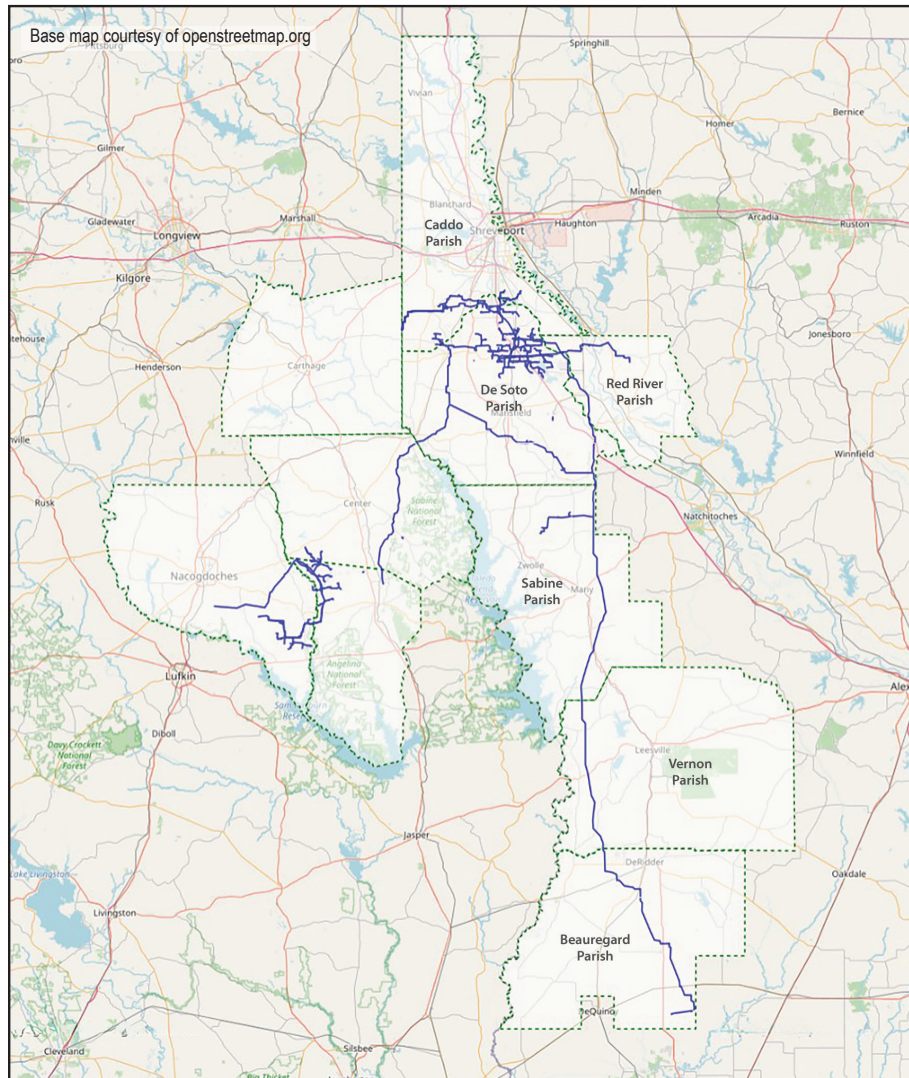 Base map courtesy of openstreetmap.org
Pittsburg
Springhill
Vivian
Bernice
Homer
Gilmer
Minden
Blanchard
Gladewater
Marshall
Haughton
Arcadia
Ruston
Longview
Caddo
Parish
Shreveport
Kilgore
Jonesboro
Henderson
Carthage
Red River
Parish
De Soto
Parish
Mansfield
Winnfield
Rusk
Center
Sabine
National
Forest
Natchitoches
Zwolle
Nacogdoches
Sabine
Parish
Many
Angelina
National
Forest
Lufkin
Diboll
Davy Crockett
National
Forest
Leesville
Vernon
Parish
Jasper
DeRidder
Lake Livingston
Oakdale
Livingston
Beauregard
Parish
Cleveland
Silsbee